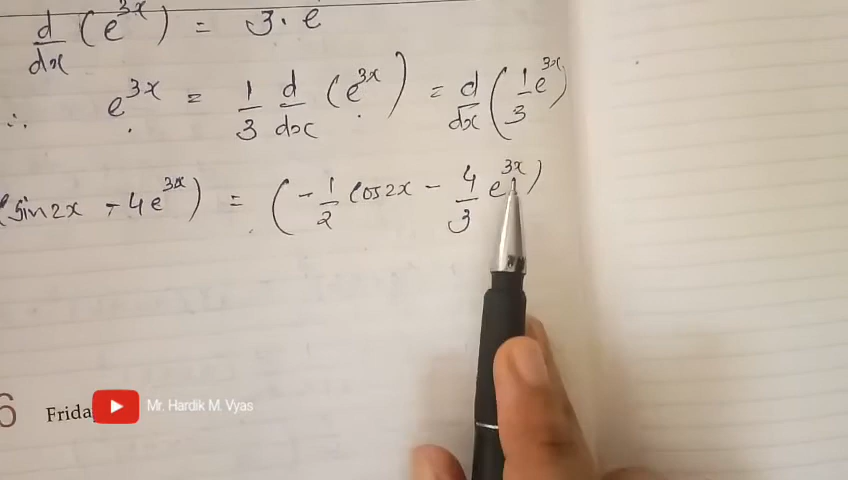 d/dx (e^3x) = 3. e
∴ e^3x = 1/3 d/dx (e^3x) = d/dx (1/3 e^3x)
(sin2x - 4e^3x) = (-1/2 cos2x - 4/3 e^3x)
6 Frida
Mr. Hardik M. Vyas